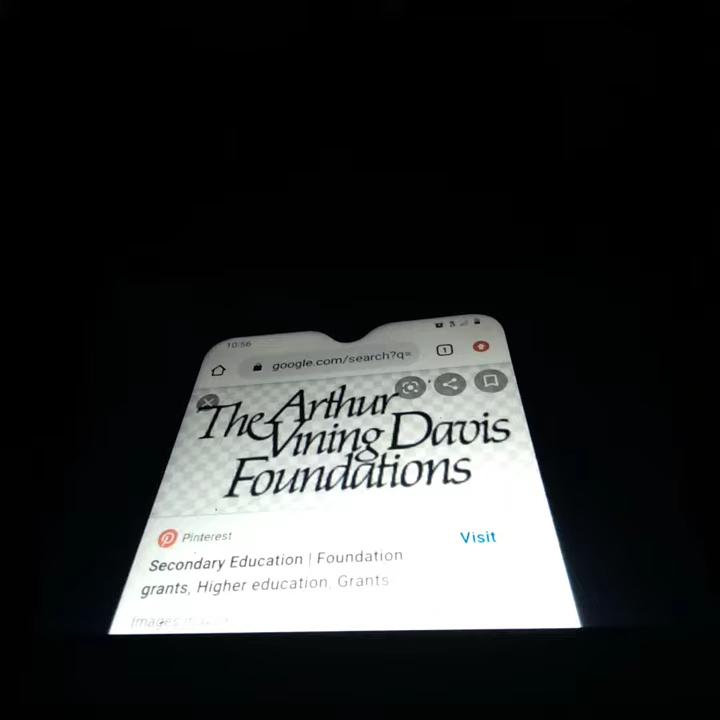 10:56
google.com/search?q=
1
The Arthur
Vining Davis
Foundations
Pinterest
Visit
Secondary Education | Foundation
grants, Higher education, Grants
Images